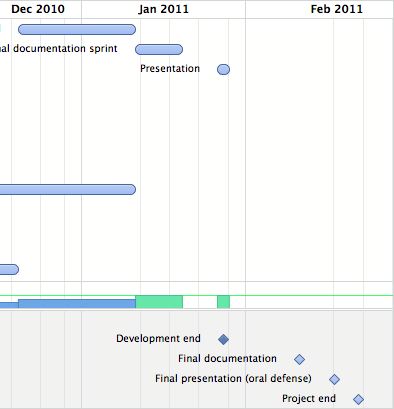 Dec 2010 Jan 2011 Feb 2011
al documentation sprint
Presentation
Development end
Final documentation
Final presentation (oral defense)
Project end